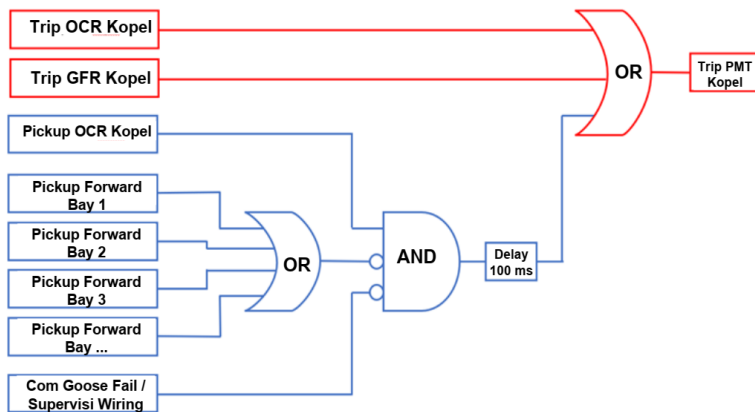 Trip OCR Kopel
Trip GFR Kopel
OR
Trip PMT
Kopel
Pickup OCR Kopel
Pickup Forward
Bay 1
Pickup Forward
Bay 2
Pickup Forward
Bay 3
Pickup Forward
Bay ...
OR
AND
Delay
100 ms
Com Goose Fail /
Supervisi Wiring